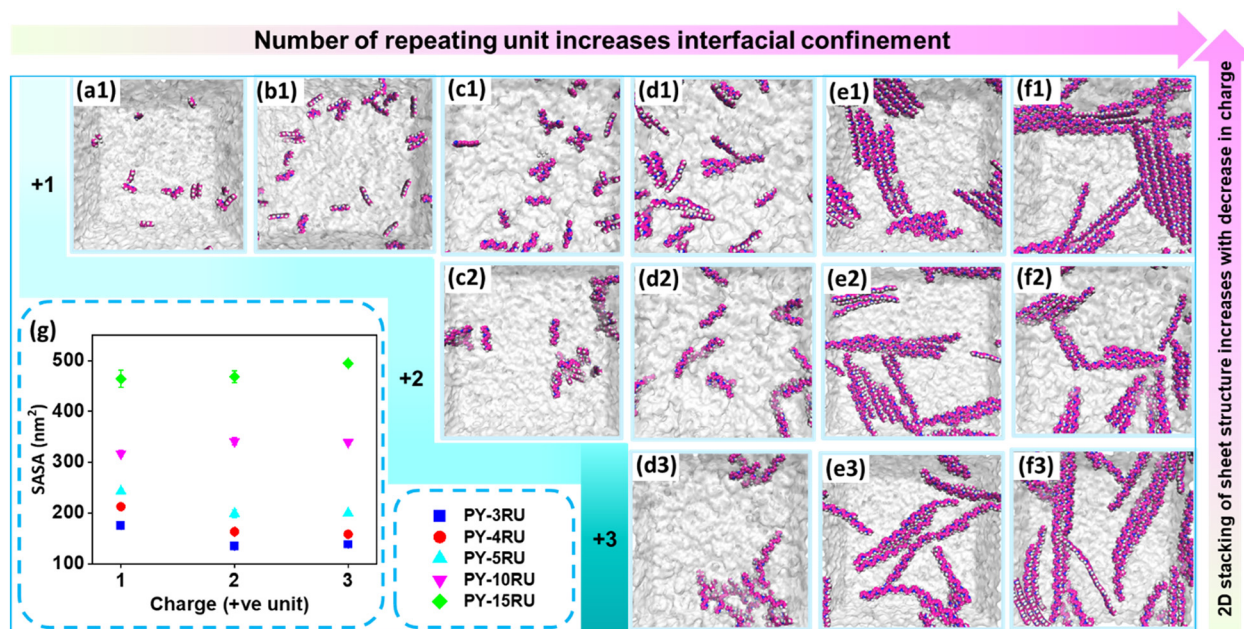 Number of repeating unit increases interfacial confinement
2D stacking of sheet structure increases with decrease in charge
+1
(a1)
(b1)
(c1)
(d1)
(e1)
(f1)
+2
(c2)
(d2)
(e2)
(f2)
+3
(d3)
(e3)
(f3)
(g)
SASA (nm²)
500
400
300
200
100
1
2
3
Charge (+ve unit)
PY-3RU
PY-4RU
PY-5RU
PY-10RU
PY-15RU